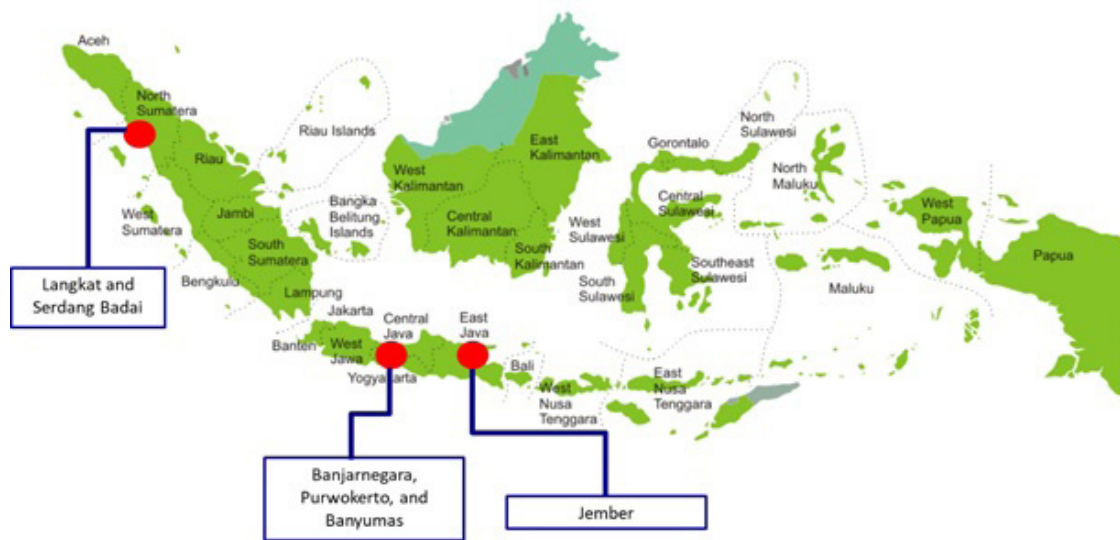 Aceh
North
Sumatera
Riau Islands
Riau
West
Sumatera
Jambi
Bangka
Belitung
Islands
South
Sumatera
Bengkulu
Lampung
West
Kalimantan
East
Kalimantan
Central
Kalimantan
South
Kalimantan
Gorontalo
North
Sulawesi
North
Maluku
Central
Sulawesi
West
Sulawesi
South
Sulawesi
Southeast
Sulawesi
Maluku
West
Papua
Papua
Jakarta
Banten
West
Jawa
Central
Java
Yogyakarta
East
Java
Bali
West
Nusa
Tenggara
East
Nusa
Tenggara
Langkat and
Serdang Badai
Banjarnegara,
Purwokerto, and
Banyumas
Jember